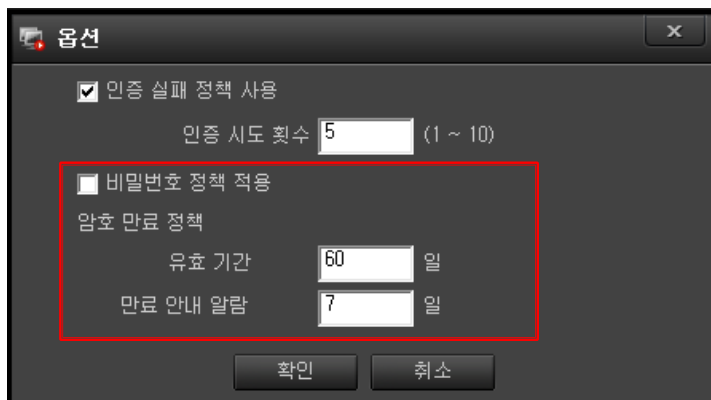 옵션
인증 실패 정책 사용
인증 시도 횟수 5 (1 ~ 10)
비밀번호 정책 적용
암호 만료 정책
유효 기간 60 일
만료 안내 알람 7 일
확인 취소